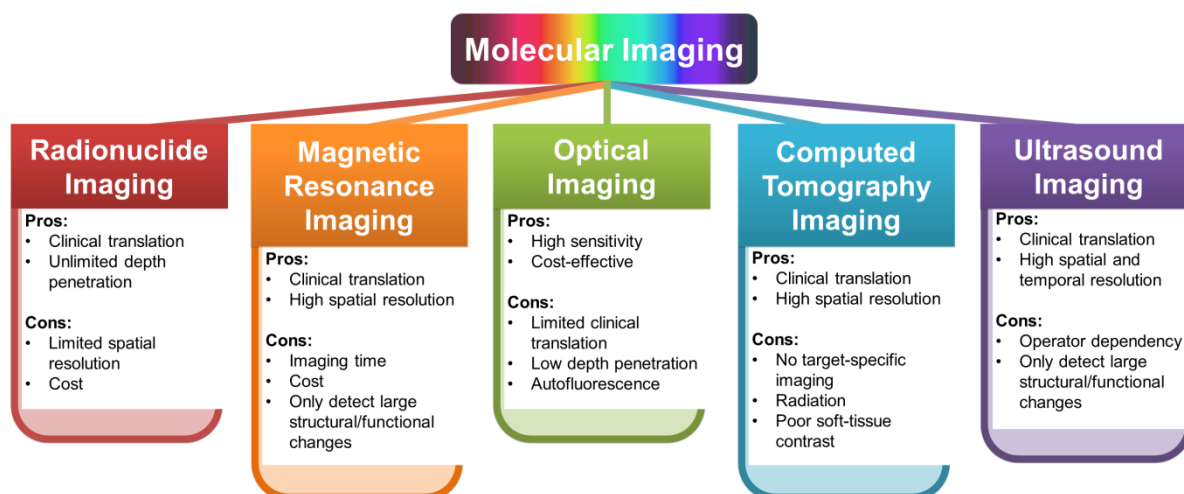 Molecular Imaging
Radionuclide
Imaging
Pros:
• Clinical translation
• Unlimited depth
penetration
Cons:
• Limited spatial
resolution
• Cost
Magnetic
Resonance
Imaging
Pros:
• Clinical translation
• High spatial resolution
Cons:
• Imaging time
• Cost
• Only detect large
structural/functional
changes
Optical
Imaging
Pros:
• High sensitivity
• Cost-effective
Cons:
• Limited clinical
translation
• Low depth penetration
• Autofluorescence
Computed
Tomography
Imaging
Pros:
• Clinical translation
• High spatial resolution
Cons:
• No target-specific
imaging
• Radiation
• Poor soft-tissue
contrast
Ultrasound
Imaging
Pros:
• Clinical translation
• High spatial and
temporal resolution
Cons:
• Operator dependency
• Only detect large
structural/functional
changes